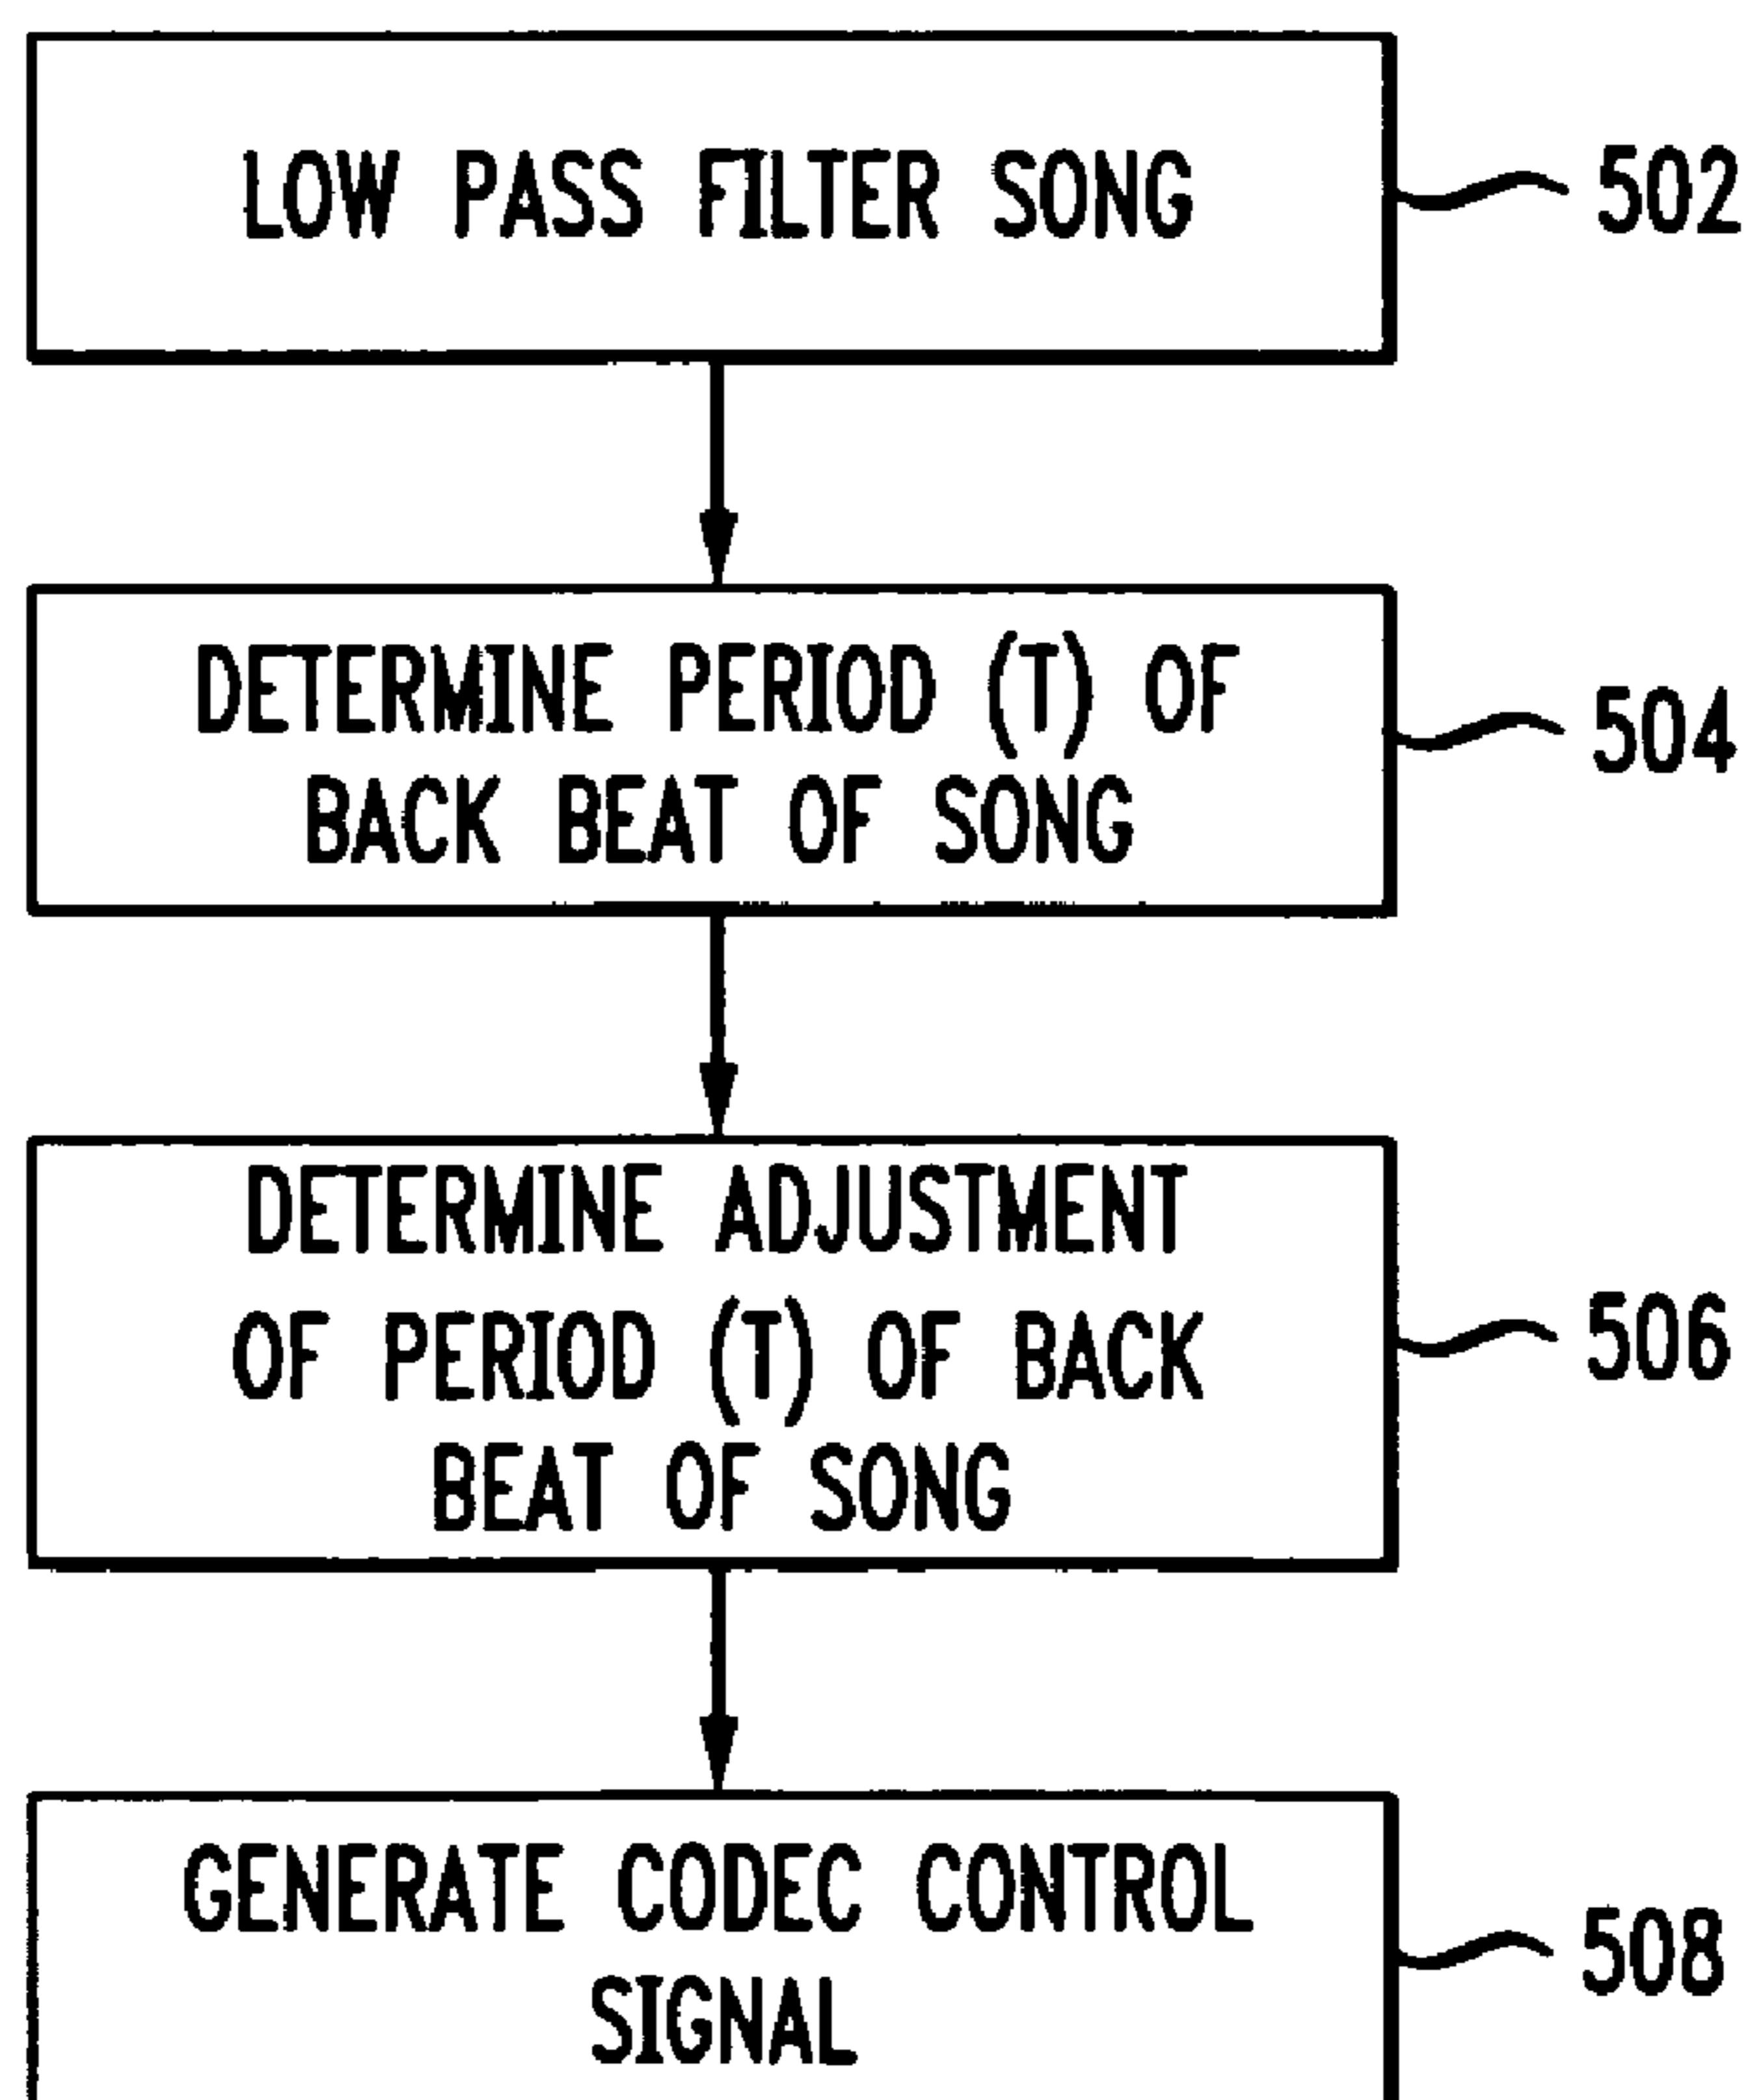 LOW PASS FILTER SONG
502
DETERMINE PERIOD (T) OF
BACK BEAT OF SONG
504
DETERMINE ADJUSTMENT
OF PERIOD (T) OF BACK
BEAT OF SONG
506
GENERATE CODEC CONTROL
SIGNAL
508